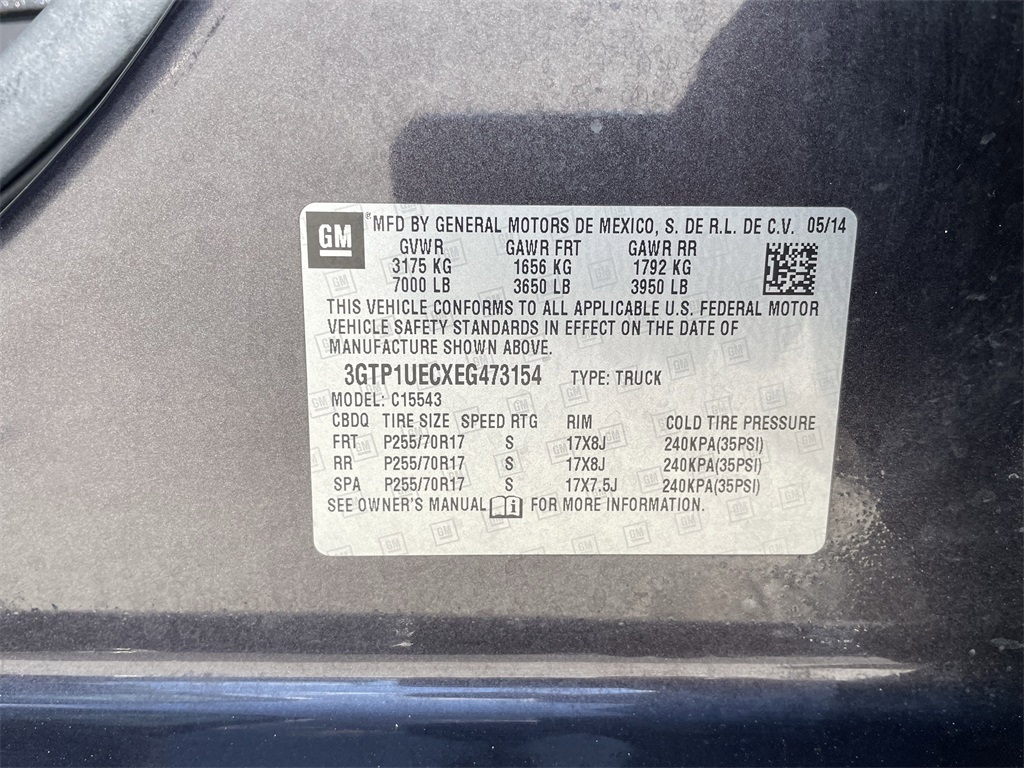 GM ® MFD BY GENERAL MOTORS DE MEXICO, S. DE R.L. DE C.V. 05/14
GVWR GAWR FRT GAWR RR
3175 KG 1656 KG 1792 KG
7000 LB 3650 LB 3950 LB
THIS VEHICLE CONFORMS TO ALL APPLICABLE U.S. FEDERAL MOTOR
VEHICLE SAFETY STANDARDS IN EFFECT ON THE DATE OF
MANUFACTURE SHOWN ABOVE.
3GTP1UECXEG473154 TYPE: TRUCK
MODEL: C15543
CBDQ TIRE SIZE SPEED RTG RIM COLD TIRE PRESSURE
FRT P255/70R17 S 17X8J 240KPA(35PSI)
RR P255/70R17 S 17X8J 240KPA(35PSI)
SPA P255/70R17 S 17X7.5J 240KPA(35PSI)
SEE OWNER'S MANUAL i FOR MORE INFORMATION.